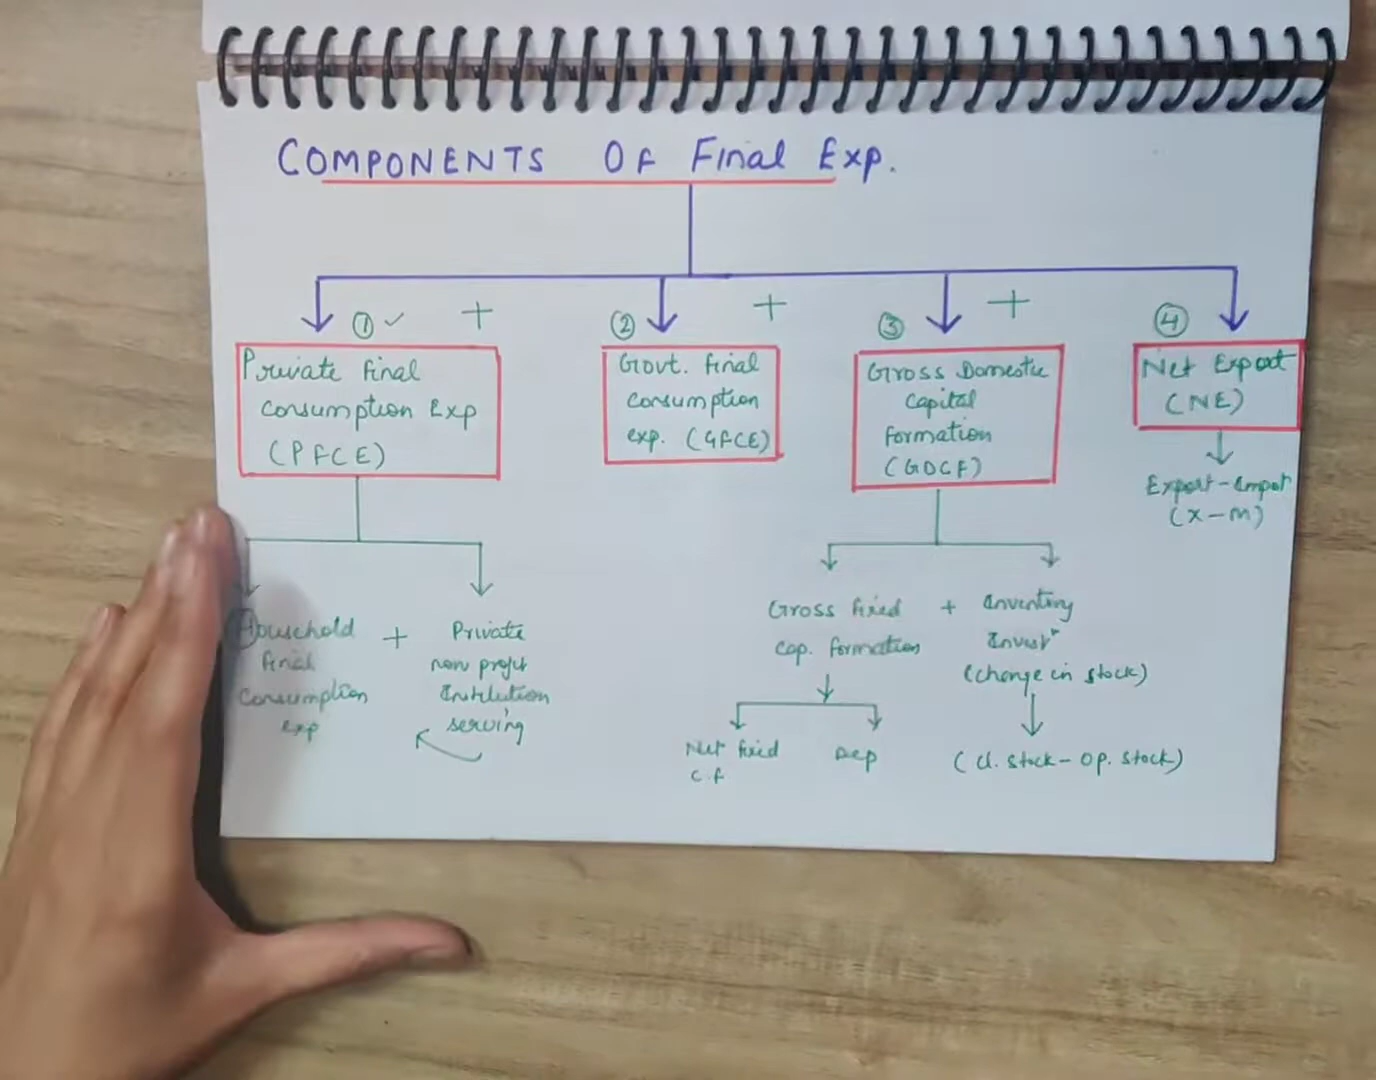 COMPONENTS OF Final Exp.
① ✓ + ② + ③ + ④
Private final
consumption Exp
(PFCE)
Govt. final
consumption
exp. (GFCE)
Gross Domestic
Capital
formation
(GDCF)
Net Export
(NE)
Export-Import
(X-M)
Household
final
consumption
exp
+
Private
non profit
Institution
serving
Gross fixed
cap. formation
+
Inventory
Invest^n
(change in stock)
Net fixed
C.F
Dep
(Cl. stock - Op. stock)